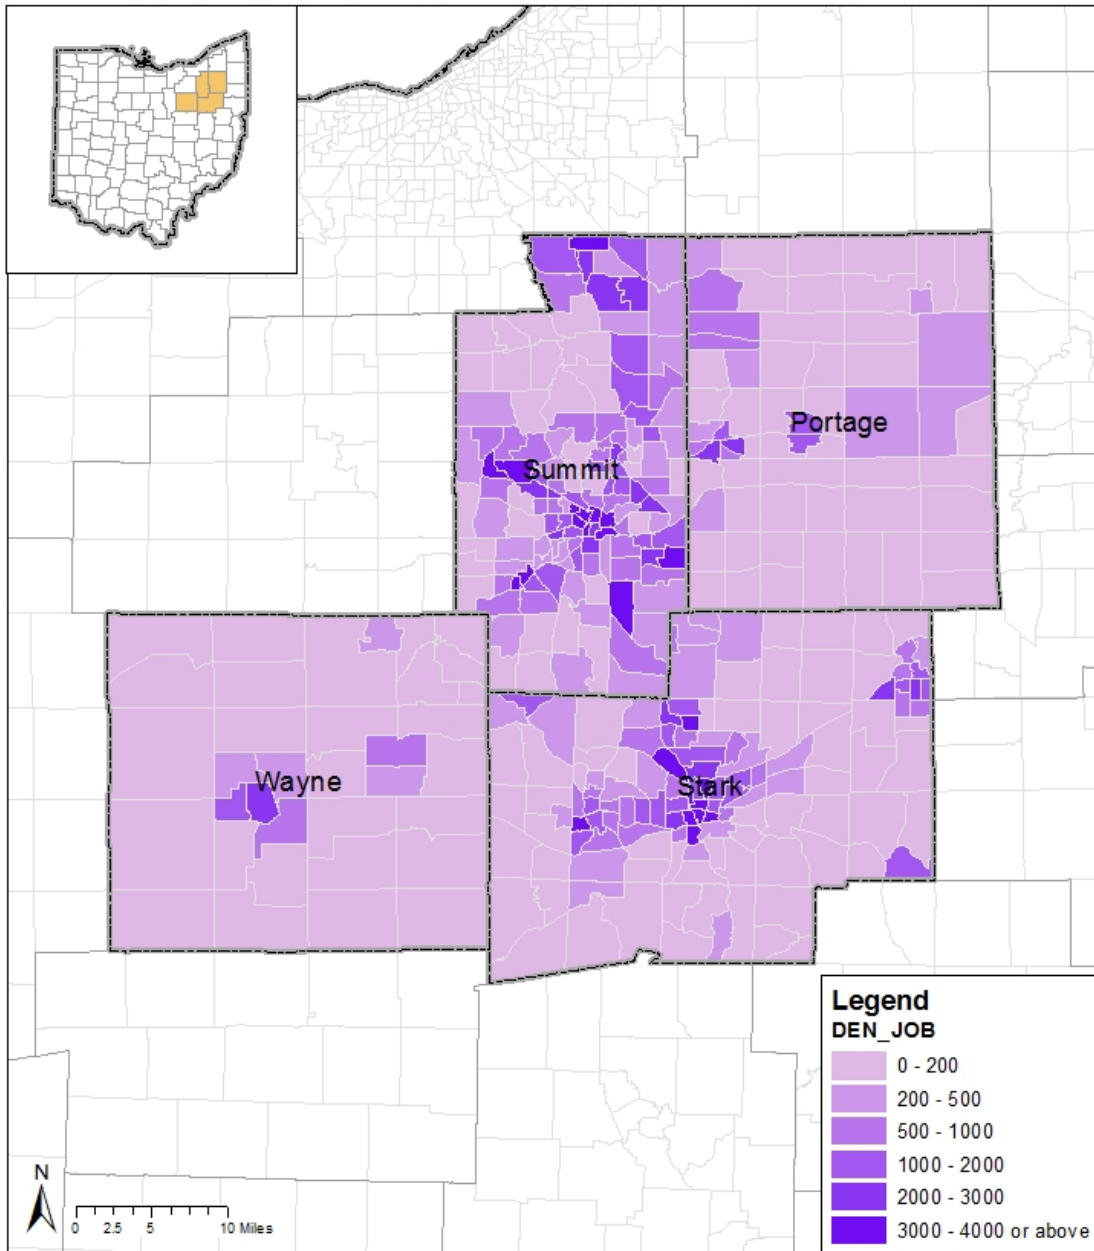 Portage
Summit
Wayne
Stark
Legend
DEN_JOB
0 - 200
200 - 500
500 - 1000
1000 - 2000
2000 - 3000
3000 - 4000 or above
N
0 2.5 5 10 Miles